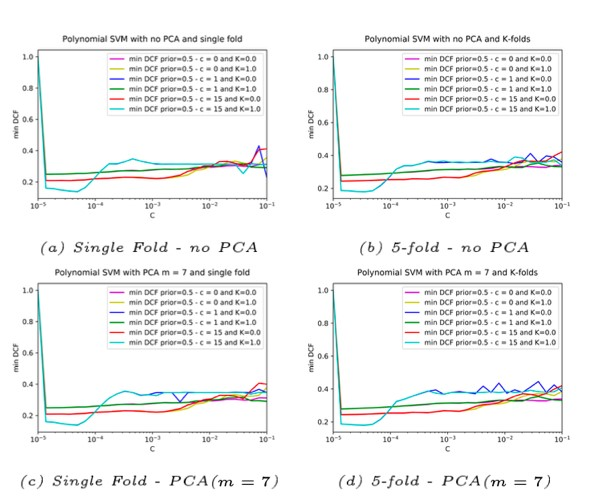 Polynomial SVM with no PCA and single fold
min DCF prior=0.5 - c = 0 and K=0.0
min DCF prior=0.5 - c = 0 and K=1.0
min DCF prior=0.5 - c = 1 and K=0.0
min DCF prior=0.5 - c = 1 and K=1.0
min DCF prior=0.5 - c = 15 and K=0.0
min DCF prior=0.5 - c = 15 and K=1.0
1.0
0.8
0.6
0.4
0.2
min DCF
10⁻⁵ 10⁻⁴ 10⁻³ 10⁻² 10⁻¹
C
(a) Single Fold - no PCA
Polynomial SVM with no PCA and K-folds
min DCF prior=0.5 - c = 0 and K=0.0
min DCF prior=0.5 - c = 0 and K=1.0
min DCF prior=0.5 - c = 1 and K=0.0
min DCF prior=0.5 - c = 1 and K=1.0
min DCF prior=0.5 - c = 15 and K=0.0
min DCF prior=0.5 - c = 15 and K=1.0
1.0
0.8
0.6
0.4
0.2
min DCF
10⁻⁵ 10⁻⁴ 10⁻³ 10⁻² 10⁻¹
C
(b) 5-fold - no PCA
Polynomial SVM with PCA m = 7 and single fold
min DCF prior=0.5 - c = 0 and K=0.0
min DCF prior=0.5 - c = 0 and K=1.0
min DCF prior=0.5 - c = 1 and K=0.0
min DCF prior=0.5 - c = 1 and K=1.0
min DCF prior=0.5 - c = 15 and K=0.0
min DCF prior=0.5 - c = 15 and K=1.0
1.0
0.8
0.6
0.4
0.2
min DCF
10⁻⁵ 10⁻⁴ 10⁻³ 10⁻² 10⁻¹
C
(c) Single Fold - PCA(m = 7)
Polynomial SVM with PCA m = 7 and K-folds
min DCF prior=0.5 - c = 0 and K=0.0
min DCF prior=0.5 - c = 0 and K=1.0
min DCF prior=0.5 - c = 1 and K=0.0
min DCF prior=0.5 - c = 1 and K=1.0
min DCF prior=0.5 - c = 15 and K=0.0
min DCF prior=0.5 - c = 15 and K=1.0
1.0
0.8
0.6
0.4
0.2
min DCF
10⁻⁵ 10⁻⁴ 10⁻³ 10⁻² 10⁻¹
C
(d) 5-fold - PCA(m = 7)